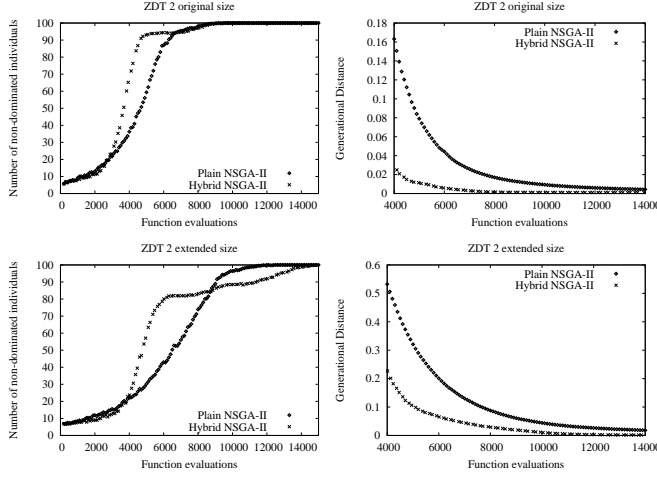 ZDT 2 original size
Number of non-dominated individuals
100
90
80
70
60
50
40
30
20
10
0
0 2000 4000 6000 8000 10000 12000 14000
Function evaluations
Plain NSGA-II
Hybrid NSGA-II
ZDT 2 original size
Generational Distance
0.18
0.16
0.14
0.12
0.1
0.08
0.06
0.04
0.02
0
4000 6000 8000 10000 12000 14000
Function evaluations
Plain NSGA-II
Hybrid NSGA-II
ZDT 2 extended size
Number of non-dominated individuals
100
90
80
70
60
50
40
30
20
10
0
0 2000 4000 6000 8000 10000 12000 14000
Function evaluations
Plain NSGA-II
Hybrid NSGA-II
ZDT 2 extended size
Generational Distance
0.6
0.5
0.4
0.3
0.2
0.1
0
4000 6000 8000 10000 12000 14000
Function evaluations
Plain NSGA-II
Hybrid NSGA-II